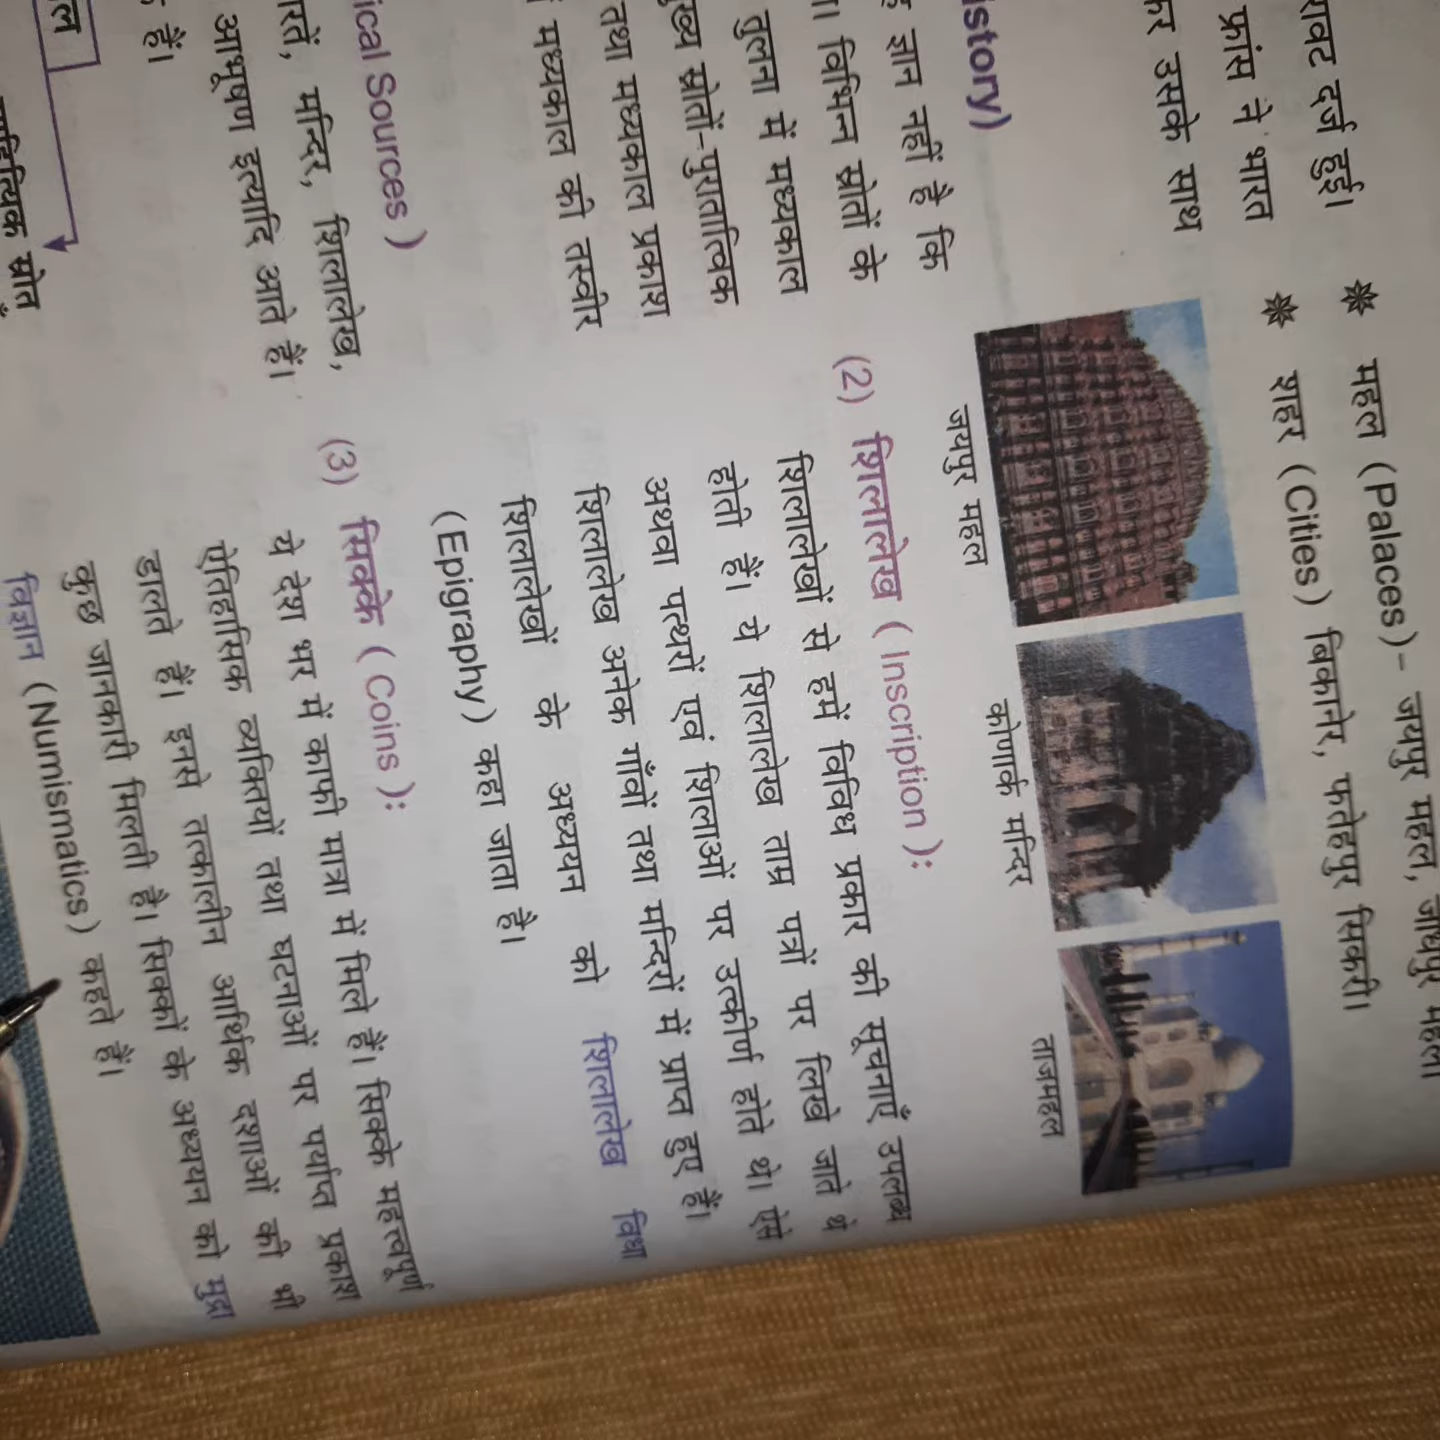 रावट दर्ज हुई।
फ्रांस ने भारत
कर उसके साथ
istory)
ज्ञान नहीं है कि
। विभिन्न स्रोतों के
तुलना में मध्यकाल
ख्य स्रोतों-पुरातात्विक
तथा मध्यकाल प्रकाश
मध्यकाल की तस्वीर
ical Sources )
रतें, मन्दिर, शिलालेख,
आभूषण इत्यादि आते हैं।
हैं।
ल
स्रोत
✵ महल (Palaces)– जयपुर महल, जोधपुर महल।
✵ शहर (Cities) बिकानेर, फतेहपुर सिकरी।
जयपुर महल
कोणार्क मन्दिर
ताजमहल
(2) शिलालेख ( Inscription ):
शिलालेखों से हमें विविध प्रकार की सूचनाएँ उपलब्ध
होती हैं। ये शिलालेख ताम्र पत्रों पर लिखे जाते थे
अथवा पत्थरों एवं शिलाओं पर उत्कीर्ण होते थे। ऐसे
शिलालेख अनेक गाँवों तथा मन्दिरों में प्राप्त हुए हैं।
शिलालेखों के अध्ययन को शिलालेख विधा
(Epigraphy) कहा जाता है।
(3) सिक्के ( Coins ):
ये देश भर में काफी मात्रा में मिले हैं। सिक्के महत्त्वपूर्ण
ऐतिहासिक व्यक्तियों तथा घटनाओं पर पर्याप्त प्रकाश
डालते हैं। इनसे तत्कालीन आर्थिक दशाओं की भी
कुछ जानकारी मिलती है। सिक्कों के अध्ययन को मुद्रा
विज्ञान (Numismatics) कहते हैं।